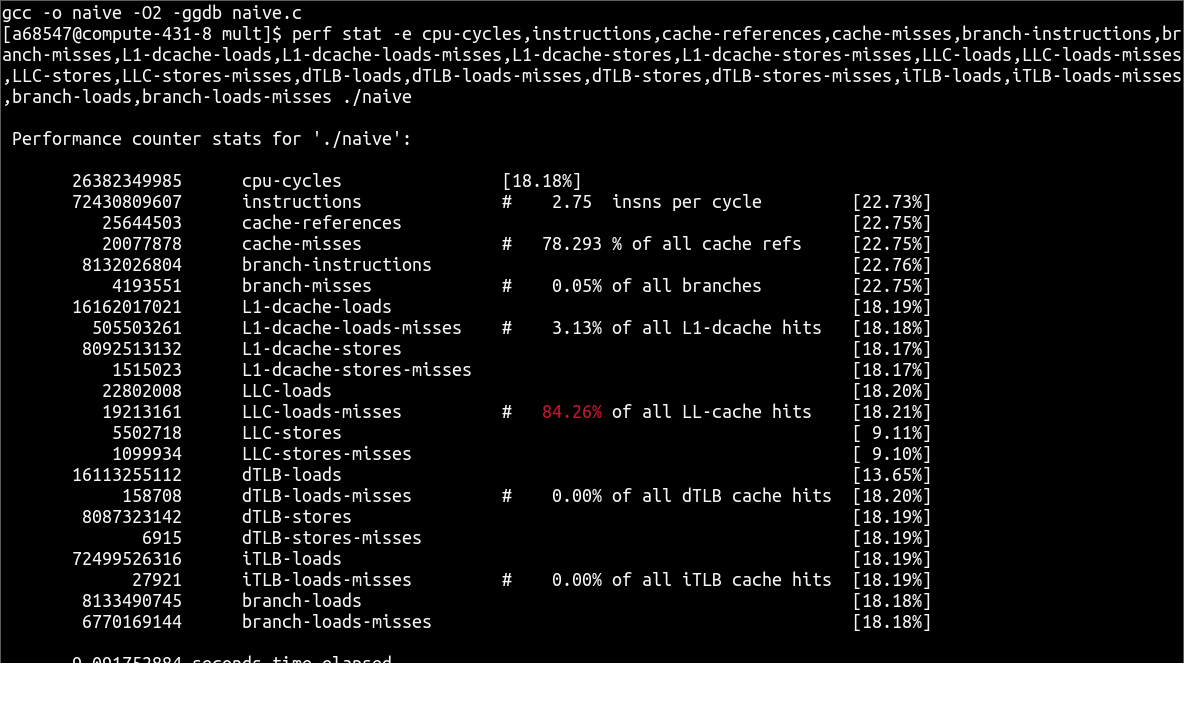 gcc -o naive -O2 -ggdb naive.c
[a68547@compute-431-8 mult]$ perf stat -e cpu-cycles,instructions,cache-references,cache-misses,branch-instructions,br
anch-misses,L1-dcache-loads,L1-dcache-loads-misses,L1-dcache-stores,L1-dcache-stores-misses,LLC-loads,LLC-loads-misses
,LLC-stores,LLC-stores-misses,dTLB-loads,dTLB-loads-misses,dTLB-stores,dTLB-stores-misses,iTLB-loads,iTLB-loads-misses
,branch-loads,branch-loads-misses ./naive
Performance counter stats for './naive':
26382349985 cpu-cycles [18.18%]
72430809607 instructions # 2.75 insns per cycle [22.73%]
25644503 cache-references [22.75%]
20077878 cache-misses # 78.293 % of all cache refs [22.75%]
8132026804 branch-instructions [22.76%]
4193551 branch-misses # 0.05% of all branches [22.75%]
16162017021 L1-dcache-loads [18.19%]
505503261 L1-dcache-loads-misses # 3.13% of all L1-dcache hits [18.18%]
8092513132 L1-dcache-stores [18.17%]
1515023 L1-dcache-stores-misses [18.17%]
22802008 LLC-loads [18.20%]
19213161 LLC-loads-misses # 84.26% of all LL-cache hits [18.21%]
5502718 LLC-stores [ 9.11%]
1099934 LLC-stores-misses [ 9.10%]
16113255112 dTLB-loads [13.65%]
158708 dTLB-loads-misses # 0.00% of all dTLB cache hits [18.20%]
8087323142 dTLB-stores [18.19%]
6915 dTLB-stores-misses [18.19%]
72499526316 iTLB-loads [18.19%]
27921 iTLB-loads-misses # 0.00% of all iTLB cache hits [18.19%]
8133490745 branch-loads [18.18%]
6770169144 branch-loads-misses [18.18%]
9.091752884 seconds time elapsed